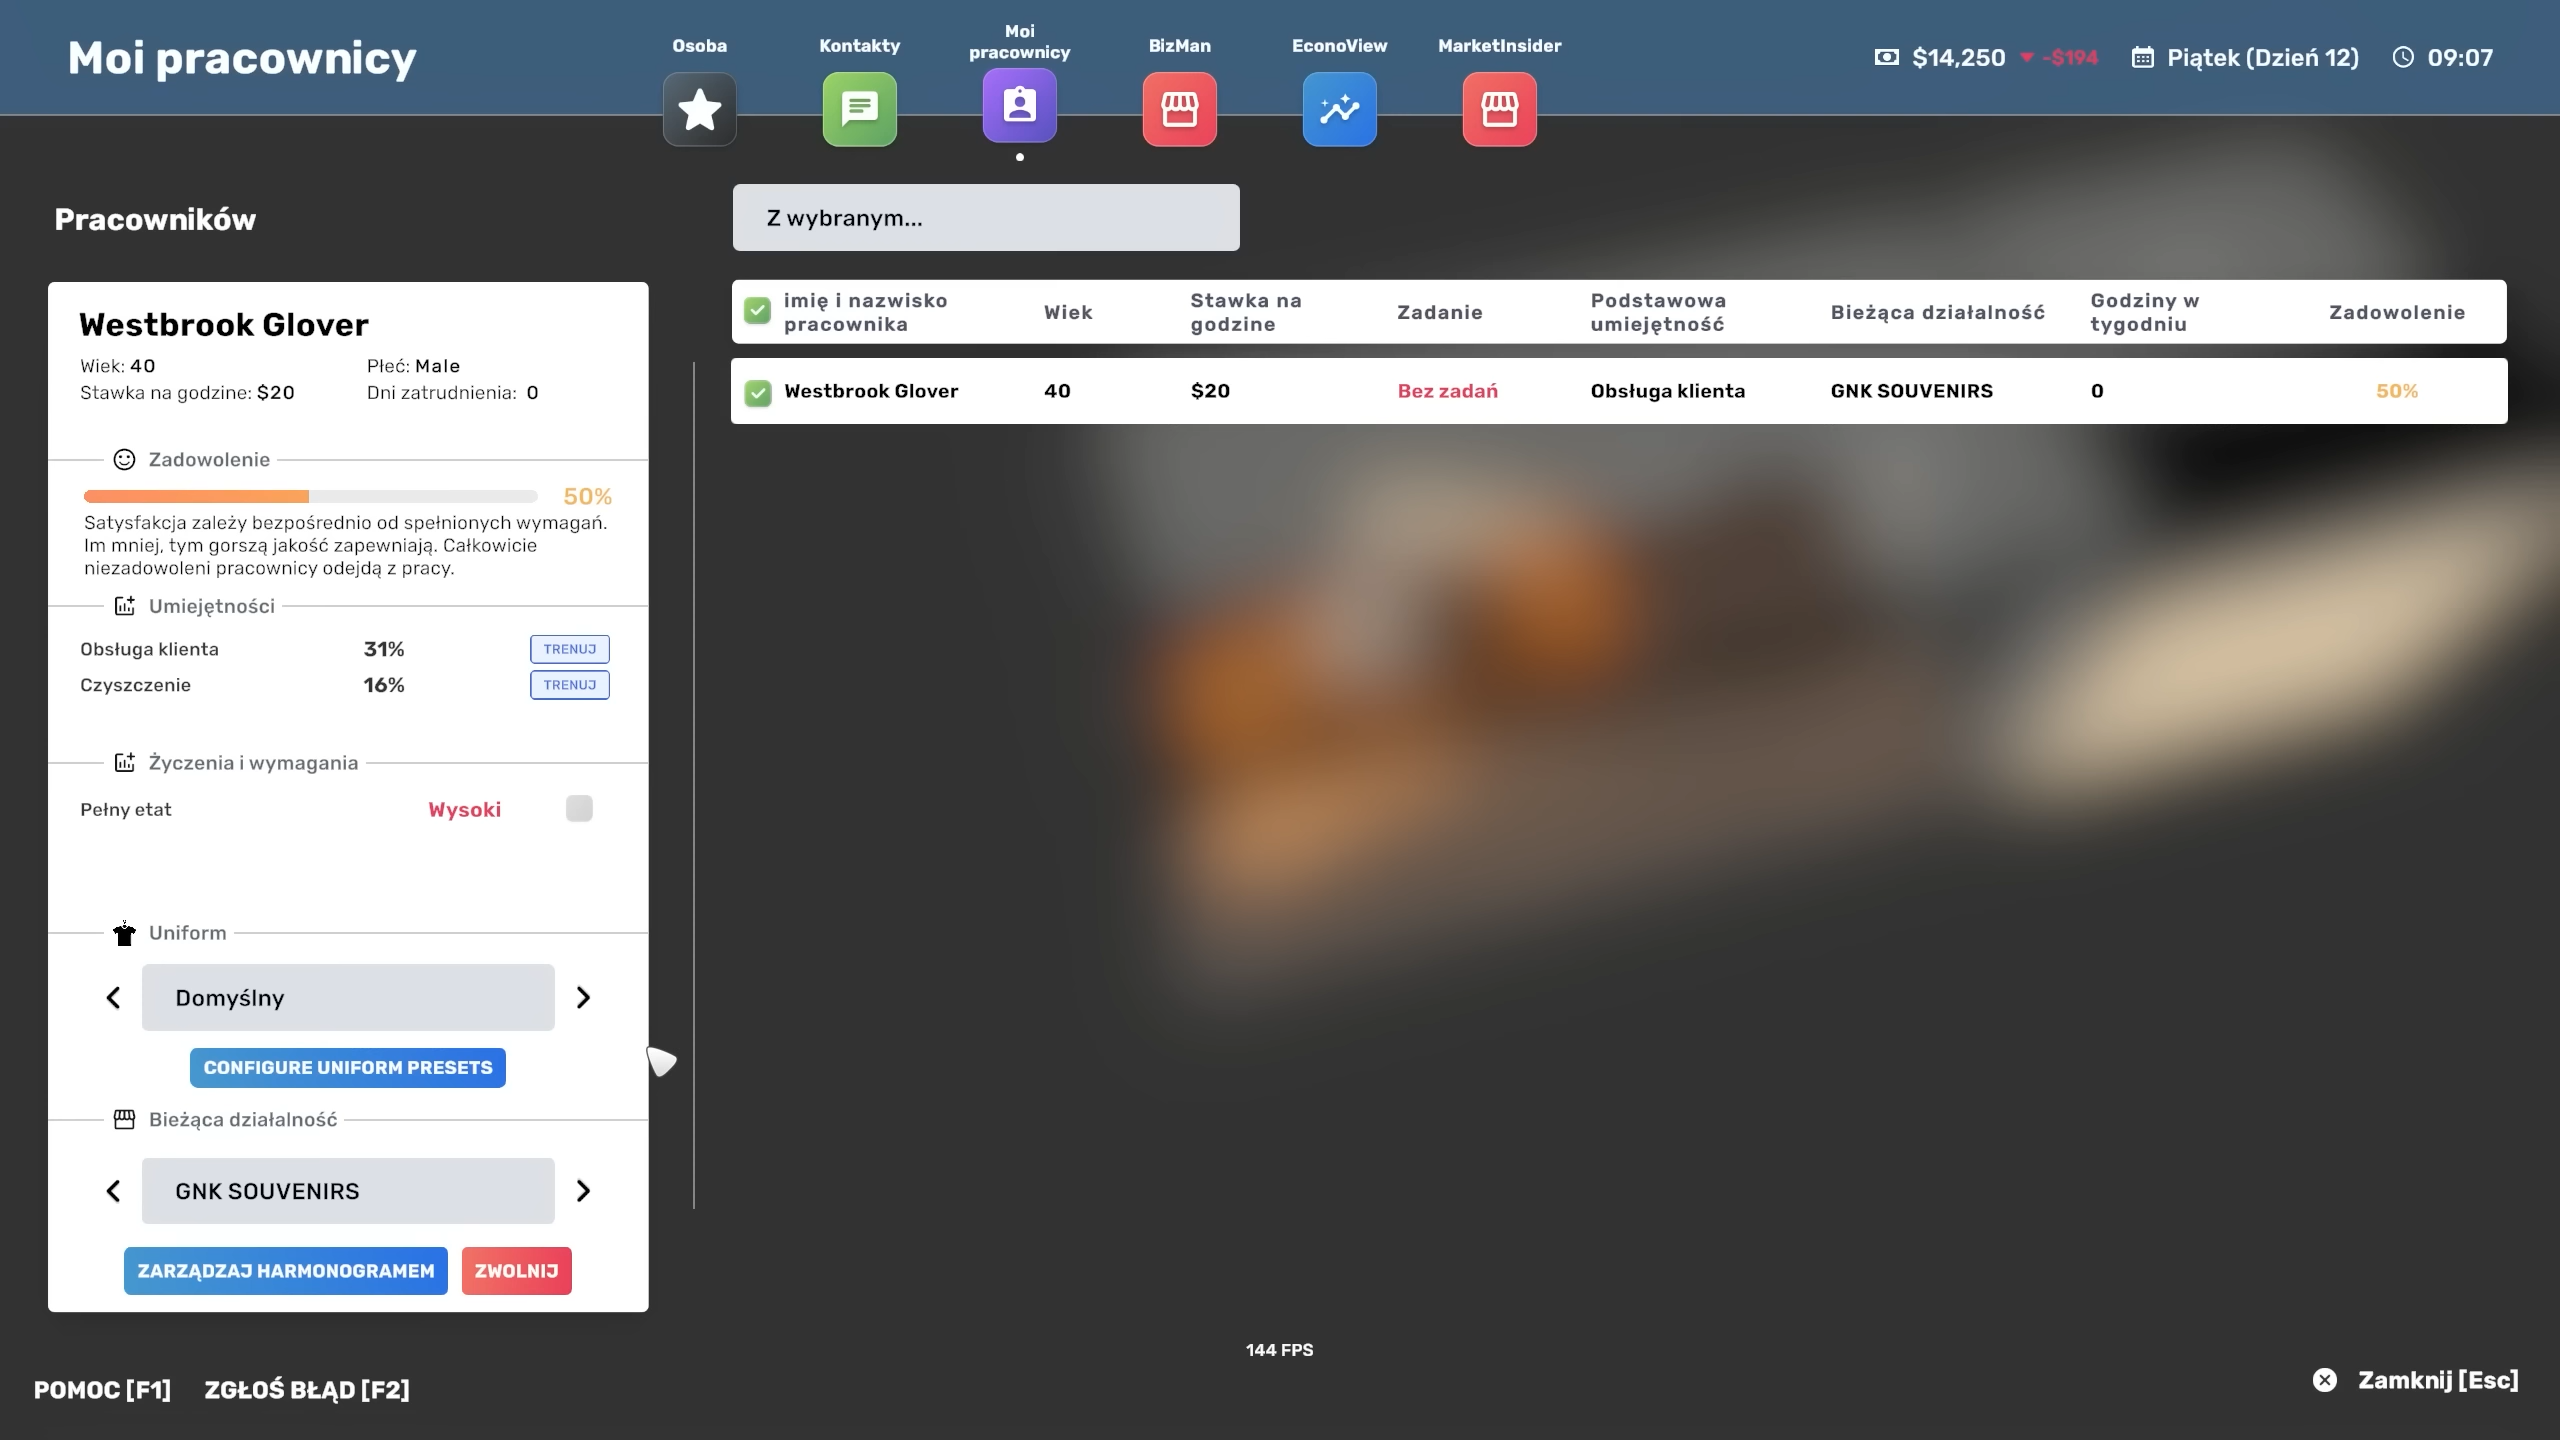 Moi pracownicy
Osoba
Kontakty
Moi
pracownicy
BizMan
EconoView
MarketInsider
$14,250 -$194 Piątek (Dzień 12) 09:07
Pracowników
Z wybranym...
imię i nazwisko
pracownika
Wiek
Stawka na
godzine
Zadanie
Podstawowa
umiejętność
Bieżąca działalność
Godziny w
tygodniu
Zadowolenie
Westbrook Glover 40 $20 Bez zadań Obsługa klienta GNK SOUVENIRS 0 50%
Westbrook Glover
Wiek: 40 Płeć: Male
Stawka na godzine: $20 Dni zatrudnienia: 0
Zadowolenie
50%
Satysfakcja zależy bezpośrednio od spełnionych wymagań.
Im mniej, tym gorszą jakość zapewniają. Całkowicie
niezadowoleni pracownicy odejdą z pracy.
Umiejętności
Obsługa klienta 31% TRENUJ
Czyszczenie 16% TRENUJ
Życzenia i wymagania
Pełny etat Wysoki
Uniform
Domyślny
CONFIGURE UNIFORM PRESETS
Bieżąca działalność
GNK SOUVENIRS
ZARZĄDZAJ HARMONOGRAMEM ZWOLNIJ
144 FPS
POMOC [F1] ZGŁOŚ BŁĄD [F2]
Zamknij [Esc]